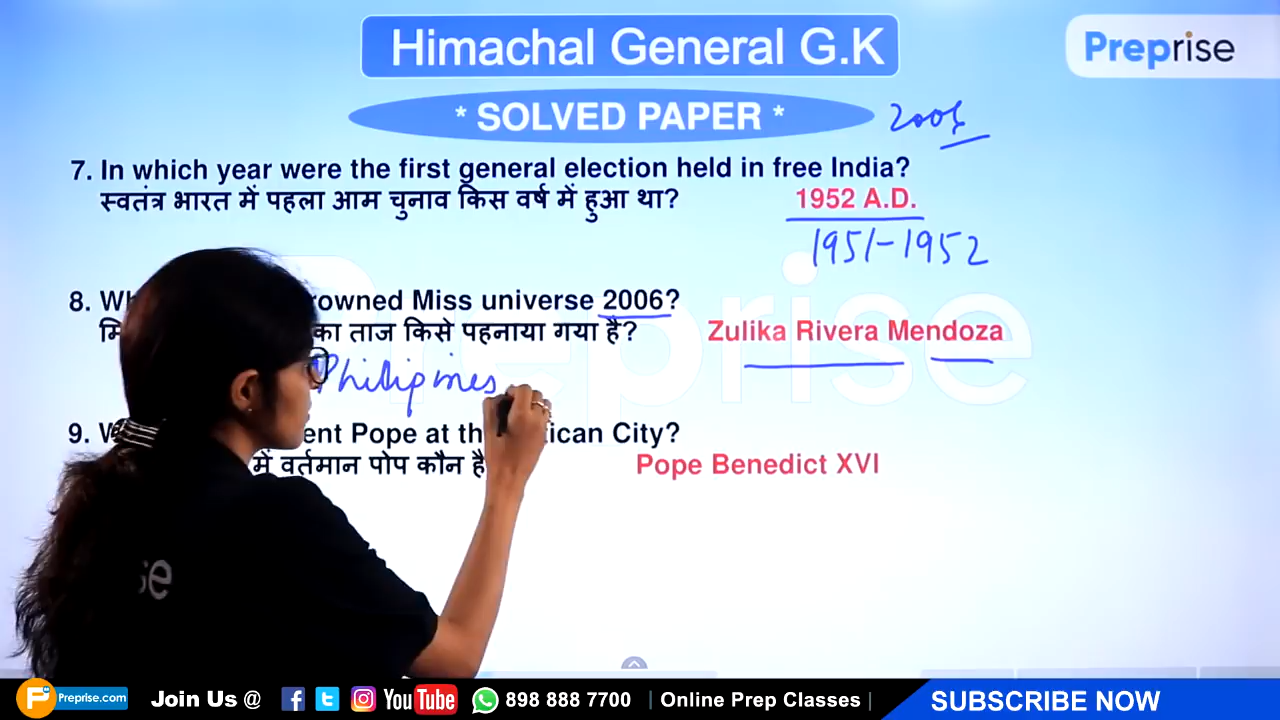 Himachal General G.K
Preprise
* SOLVED PAPER *
7. In which year were the first general election held in free India?
स्वतंत्र भारत में पहला आम चुनाव किस वर्ष में हुआ था?
1952 A.D.
1951-1952
8. rowned Miss universe 2006?
का ताज किसे पहनाया गया है?
Zulika Rivera Mendoza
Philipines
9. ent Pope at th tican City?
में वर्तमान पोप कौन है
Pope Benedict XVI
Preprise.com
Join Us @
You Tube
898 888 7700
Online Prep Classes
SUBSCRIBE NOW